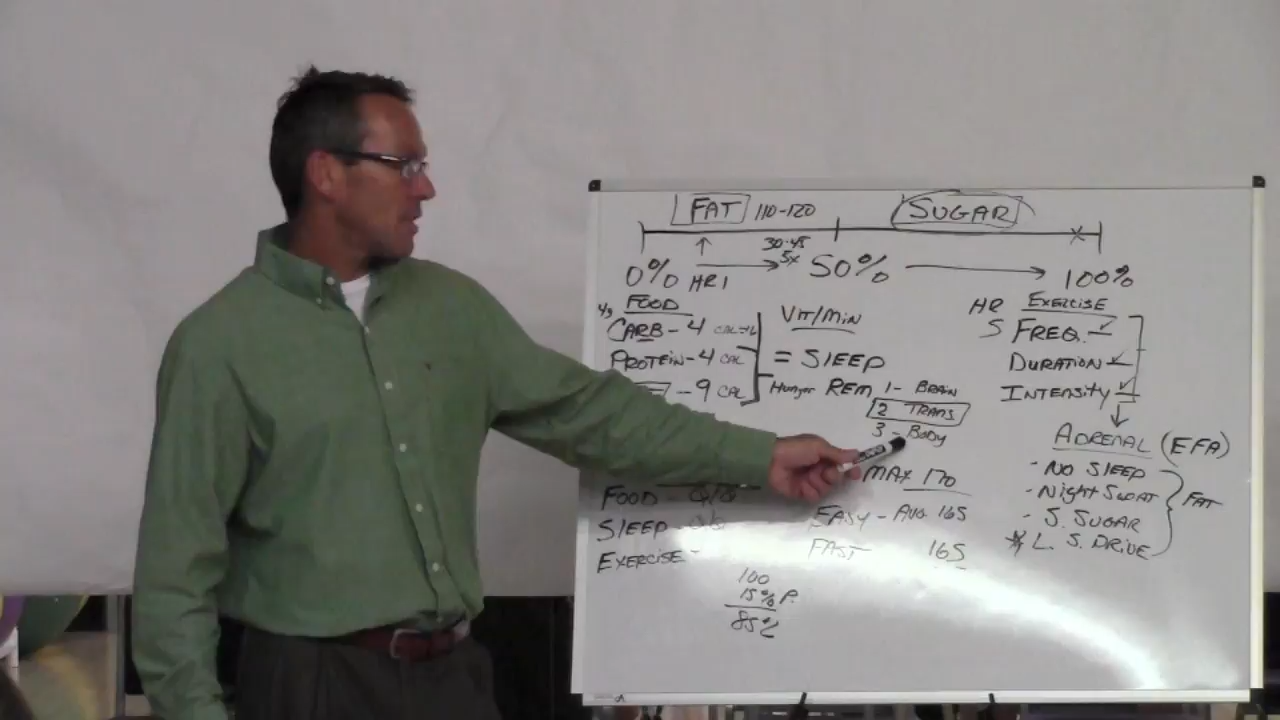 FAT 110-120 SUGAR
30-45
5x
0% HR1 50% 100%
FOOD
CARB - 4 CAL
PROTEIN - 4 CAL
- 9 CAL
VIT/MIN
= SLEEP
Hunger REM 1 - BRAIN
2 TRANS
3 - BODY
MAX 170
EASY - AVG. 165
FAST 165
HR EXERCISE
5 FREQ.
DURATION
INTENSITY
ADRENAL (EFA)
- NO SLEEP
- Night Sweat
- S. SUGAR
L. S. DRIVE
FAT
FOOD - Q/Q
SLEEP -
EXERCISE -
100
15% P.
85%